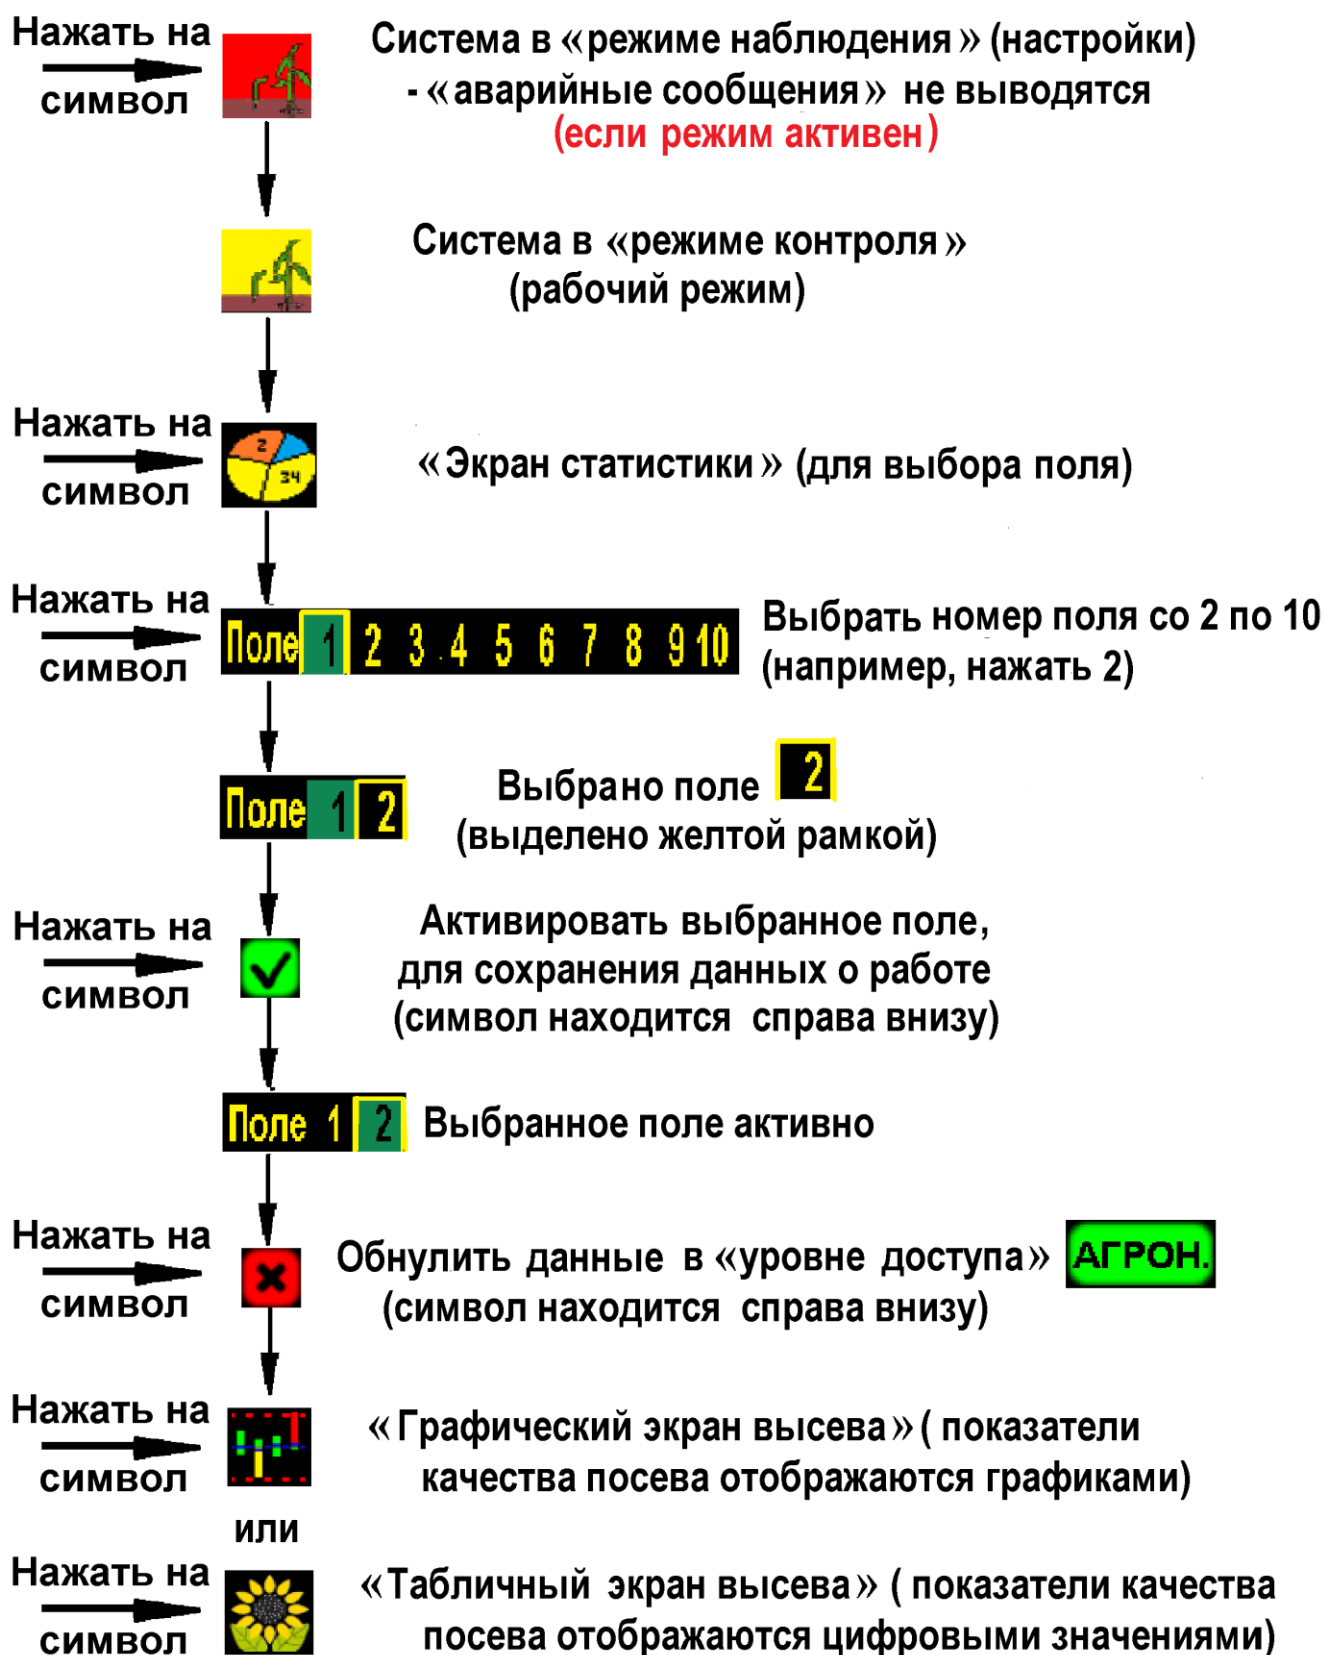 Нажать на
символ
Система в «режиме наблюдения» (настройки)
- «аварийные сообщения» не выводятся
(если режим активен)
Система в «режиме контроля»
(рабочий режим)
Нажать на
символ
2
34
«Экран статистики» (для выбора поля)
Нажать на
символ
Поле 1 2 3 4 5 6 7 8 9 10
Выбрать номер поля со 2 по 10
(например, нажать 2)
Поле 1 2
Выбрано поле 2
(выделено желтой рамкой)
Нажать на
символ
Активировать выбранное поле,
для сохранения данных о работе
(символ находится справа внизу)
Поле 1 2
Выбранное поле активно
Нажать на
символ
Обнулить данные в «уровне доступа» АГРОН.
(символ находится справа внизу)
Нажать на
символ
«Графический экран высева» ( показатели
качества посева отображаются графиками)
или
Нажать на
символ
«Табличный экран высева» ( показатели качества
посева отображаются цифровыми значениями)